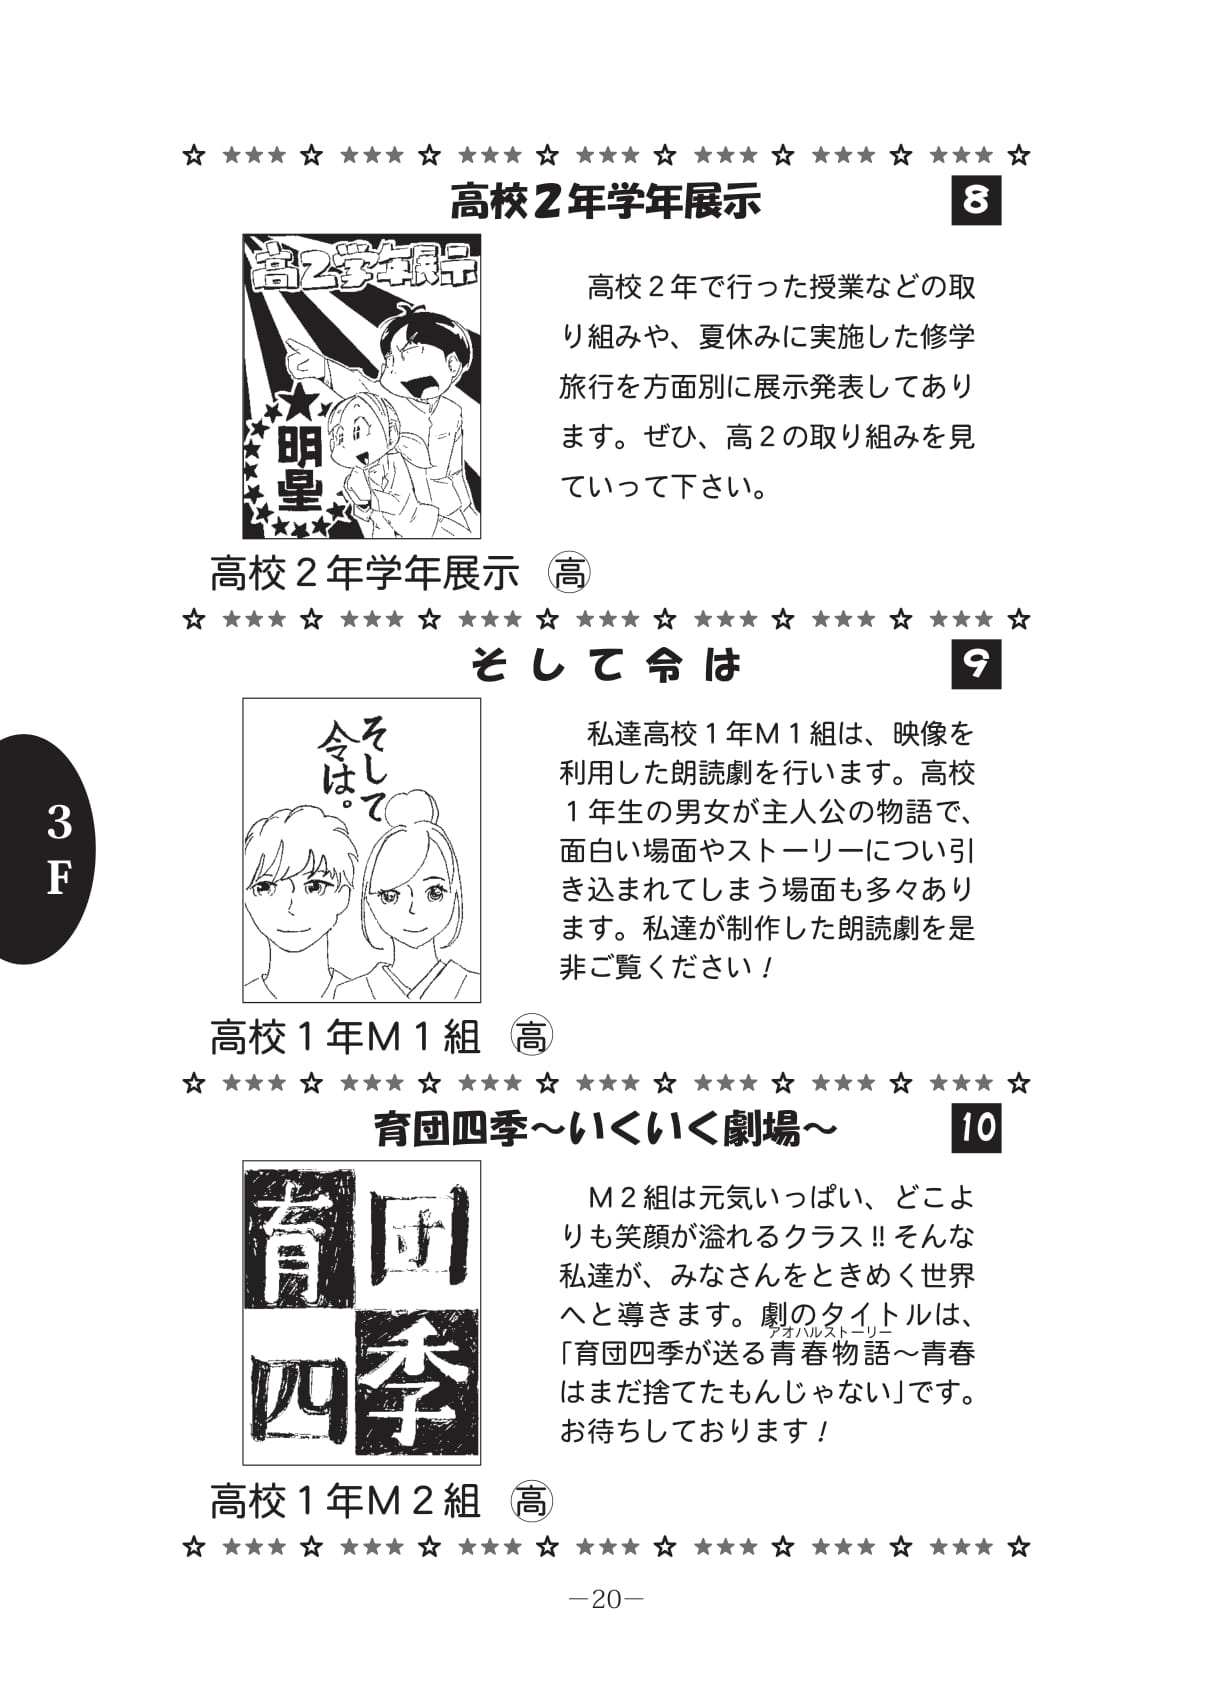 高校2年学年展示
8
高2学年展示
明星
高校２年で行った授業などの取
り組みや、夏休みに実施した修学
旅行を方面別に展示発表してあり
ます。ぜひ、高２の取り組みを見
ていって下さい。
高校２年学年展示 ㊥高
そして令は
9
そして
令は。
私達高校１年Ｍ１組は、映像を
利用した朗読劇を行います。高校
１年生の男女が主人公の物語で、
面白い場面やストーリーについ引
き込まれてしまう場面も多々あり
ます。私達が制作した朗読劇を是
非ご覧ください！
高校１年Ｍ１組 高
3F
育団四季～いくいく劇場～
10
育団
四季
Ｍ２組は元気いっぱい、どこよ
りも笑顔が溢れるクラス‼そんな
私達が、みなさんをときめく世界
へと導きます。劇のタイトルは、
アオハルストーリー
「育団四季が送る青春物語～青春
はまだ捨てたもんじゃない」です。
お待ちしております！
高校１年Ｍ２組 高
―20―